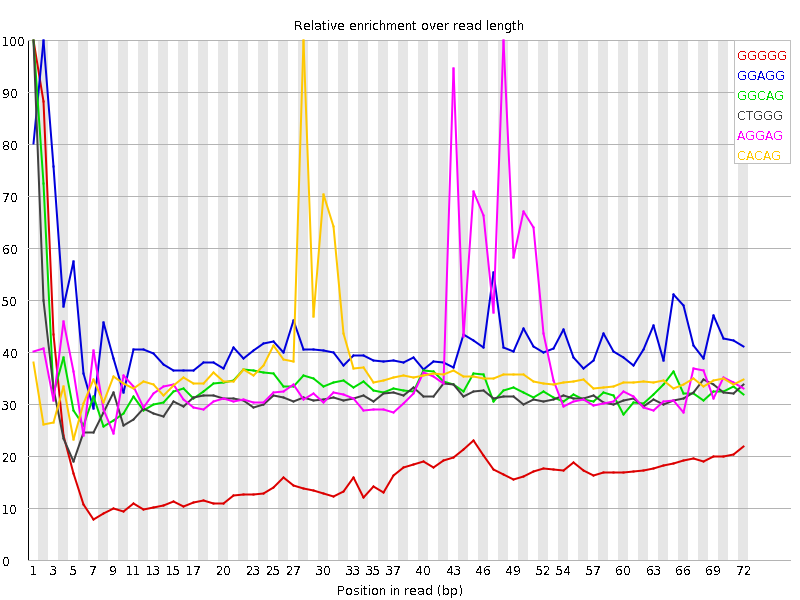 Relative enrichment over read length
100
90
80
70
60
50
40
30
20
10
0
GGGGG
GGAGG
GGCAG
CTGGG
AGGAG
CACAG
1 3 5 7 9 11 13 15 17 20 23 25 27 30 33 35 37 40 43 46 49 52 54 57 60 63 66 69 72
Position in read (bp)